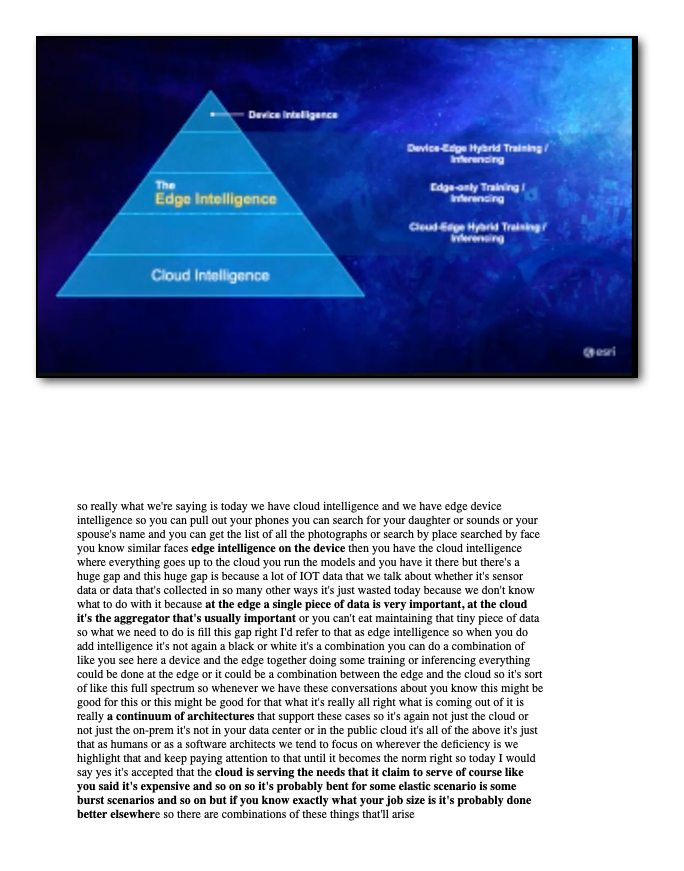 Device Intelligence
Device-Edge Hybrid Training /
Inferencing
The
Edge Intelligence
Edge-only Training /
Inferencing
Cloud-Edge Hybrid Training /
Inferencing
Cloud Intelligence
esri
so really what we're saying is today we have cloud intelligence and we have edge device
intelligence so you can pull out your phones you can search for your daughter or sounds or your
spouse's name and you can get the list of all the photographs or search by place searched by face
you know similar faces edge intelligence on the device then you have the cloud intelligence
where everything goes up to the cloud you run the models and you have it there but there's a
huge gap and this huge gap is because a lot of IOT data that we talk about whether it's sensor
data or data that's collected in so many other ways it's just wasted today because we don't know
what to do with it because at the edge a single piece of data is very important, at the cloud
it's the aggregator that's usually important or you can't eat maintaining that tiny piece of data
so what we need to do is fill this gap right I'd refer to that as edge intelligence so when you do
add intelligence it's not again a black or white it's a combination you can do a combination of
like you see here a device and the edge together doing some training or inferencing everything
could be done at the edge or it could be a combination between the edge and the cloud so it's sort
of like this full spectrum so whenever we have these conversations about you know this might be
good for this or this might be good for that what it's really all right what is coming out of it is
really a continuum of architectures that support these cases so it's again not just the cloud or
not just the on-prem it's not in your data center or in the public cloud it's all of the above it's just
that as humans or as a software architects we tend to focus on wherever the deficiency is we
highlight that and keep paying attention to that until it becomes the norm right so today I would
say yes it's accepted that the cloud is serving the needs that it claim to serve of course like
you said it's expensive and so on so it's probably bent for some elastic scenario is some
burst scenarios and so on but if you know exactly what your job size is it's probably done
better elsewhere so there are combinations of these things that'll arise